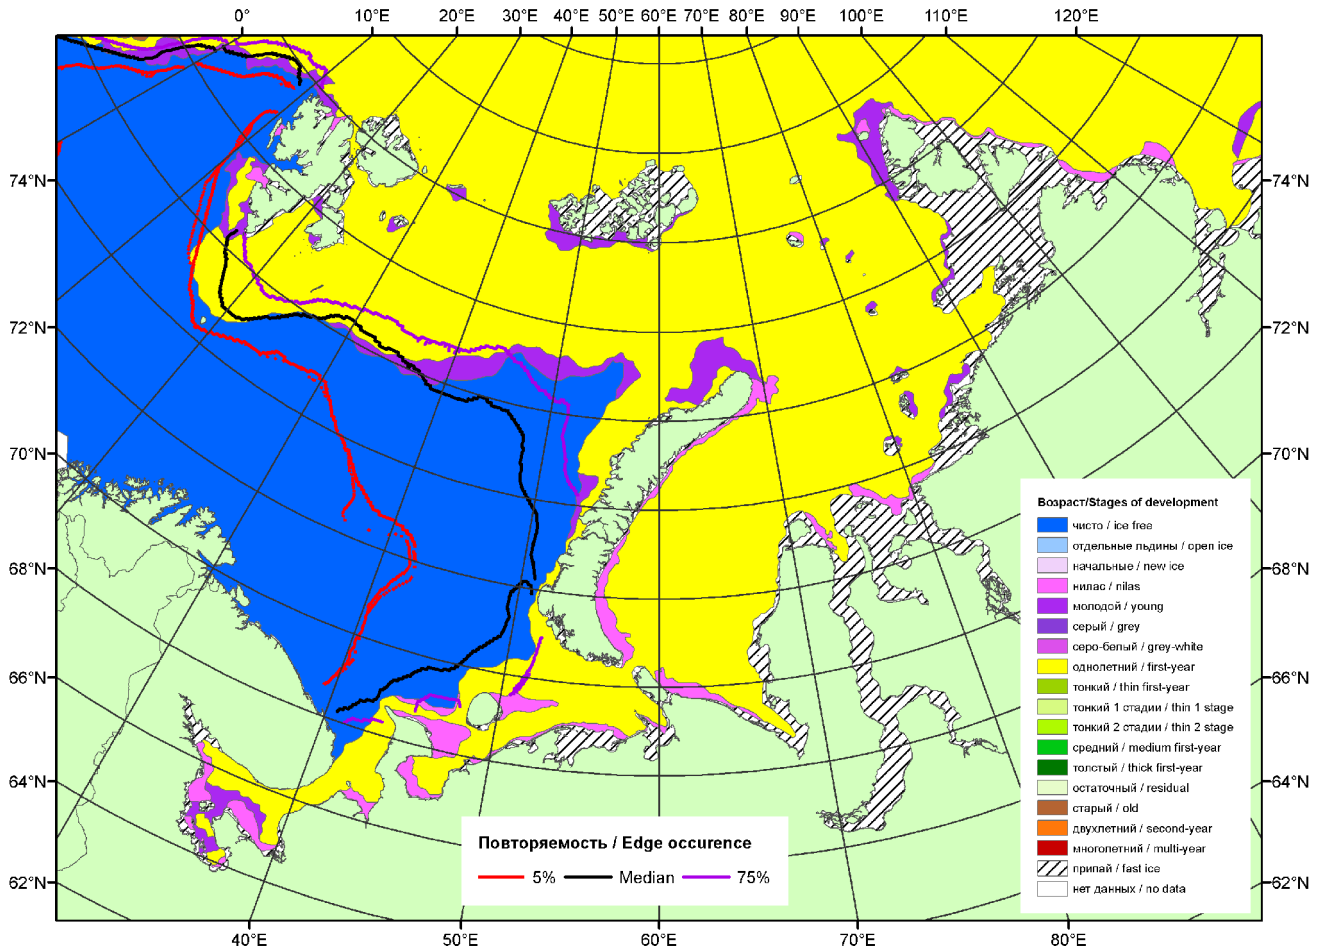 0° 10°E 20°E 30°E 40°E 50°E 60°E 70°E 80°E 90°E 100°E 110°E 120°E
74°N 74°N
72°N 72°N
70°N 70°N
Возраст/Stages of development
чисто / ice free
отдельные льдины / open ice
начальные / new ice
68°N 68°N
нилас / nilas
молодой / young
серый / grey
серо-белый / grey-white
однолетний / first-year
66°N 66°N
тонкий / thin first-year
тонкий 1 стадии / thin 1 stage
тонкий 2 стадии / thin 2 stage
средний / medium first-year
толстый / thick first-year
64°N 64°N
остаточный / residual
старый / old
двухлетний / second-year
многолетний / multi-year
припай / fast ice
нет данных / no data
Повторяемость / Edge occurence
5% Median 75%
62°N 62°N
40°E 50°E 60°E 70°E 80°E